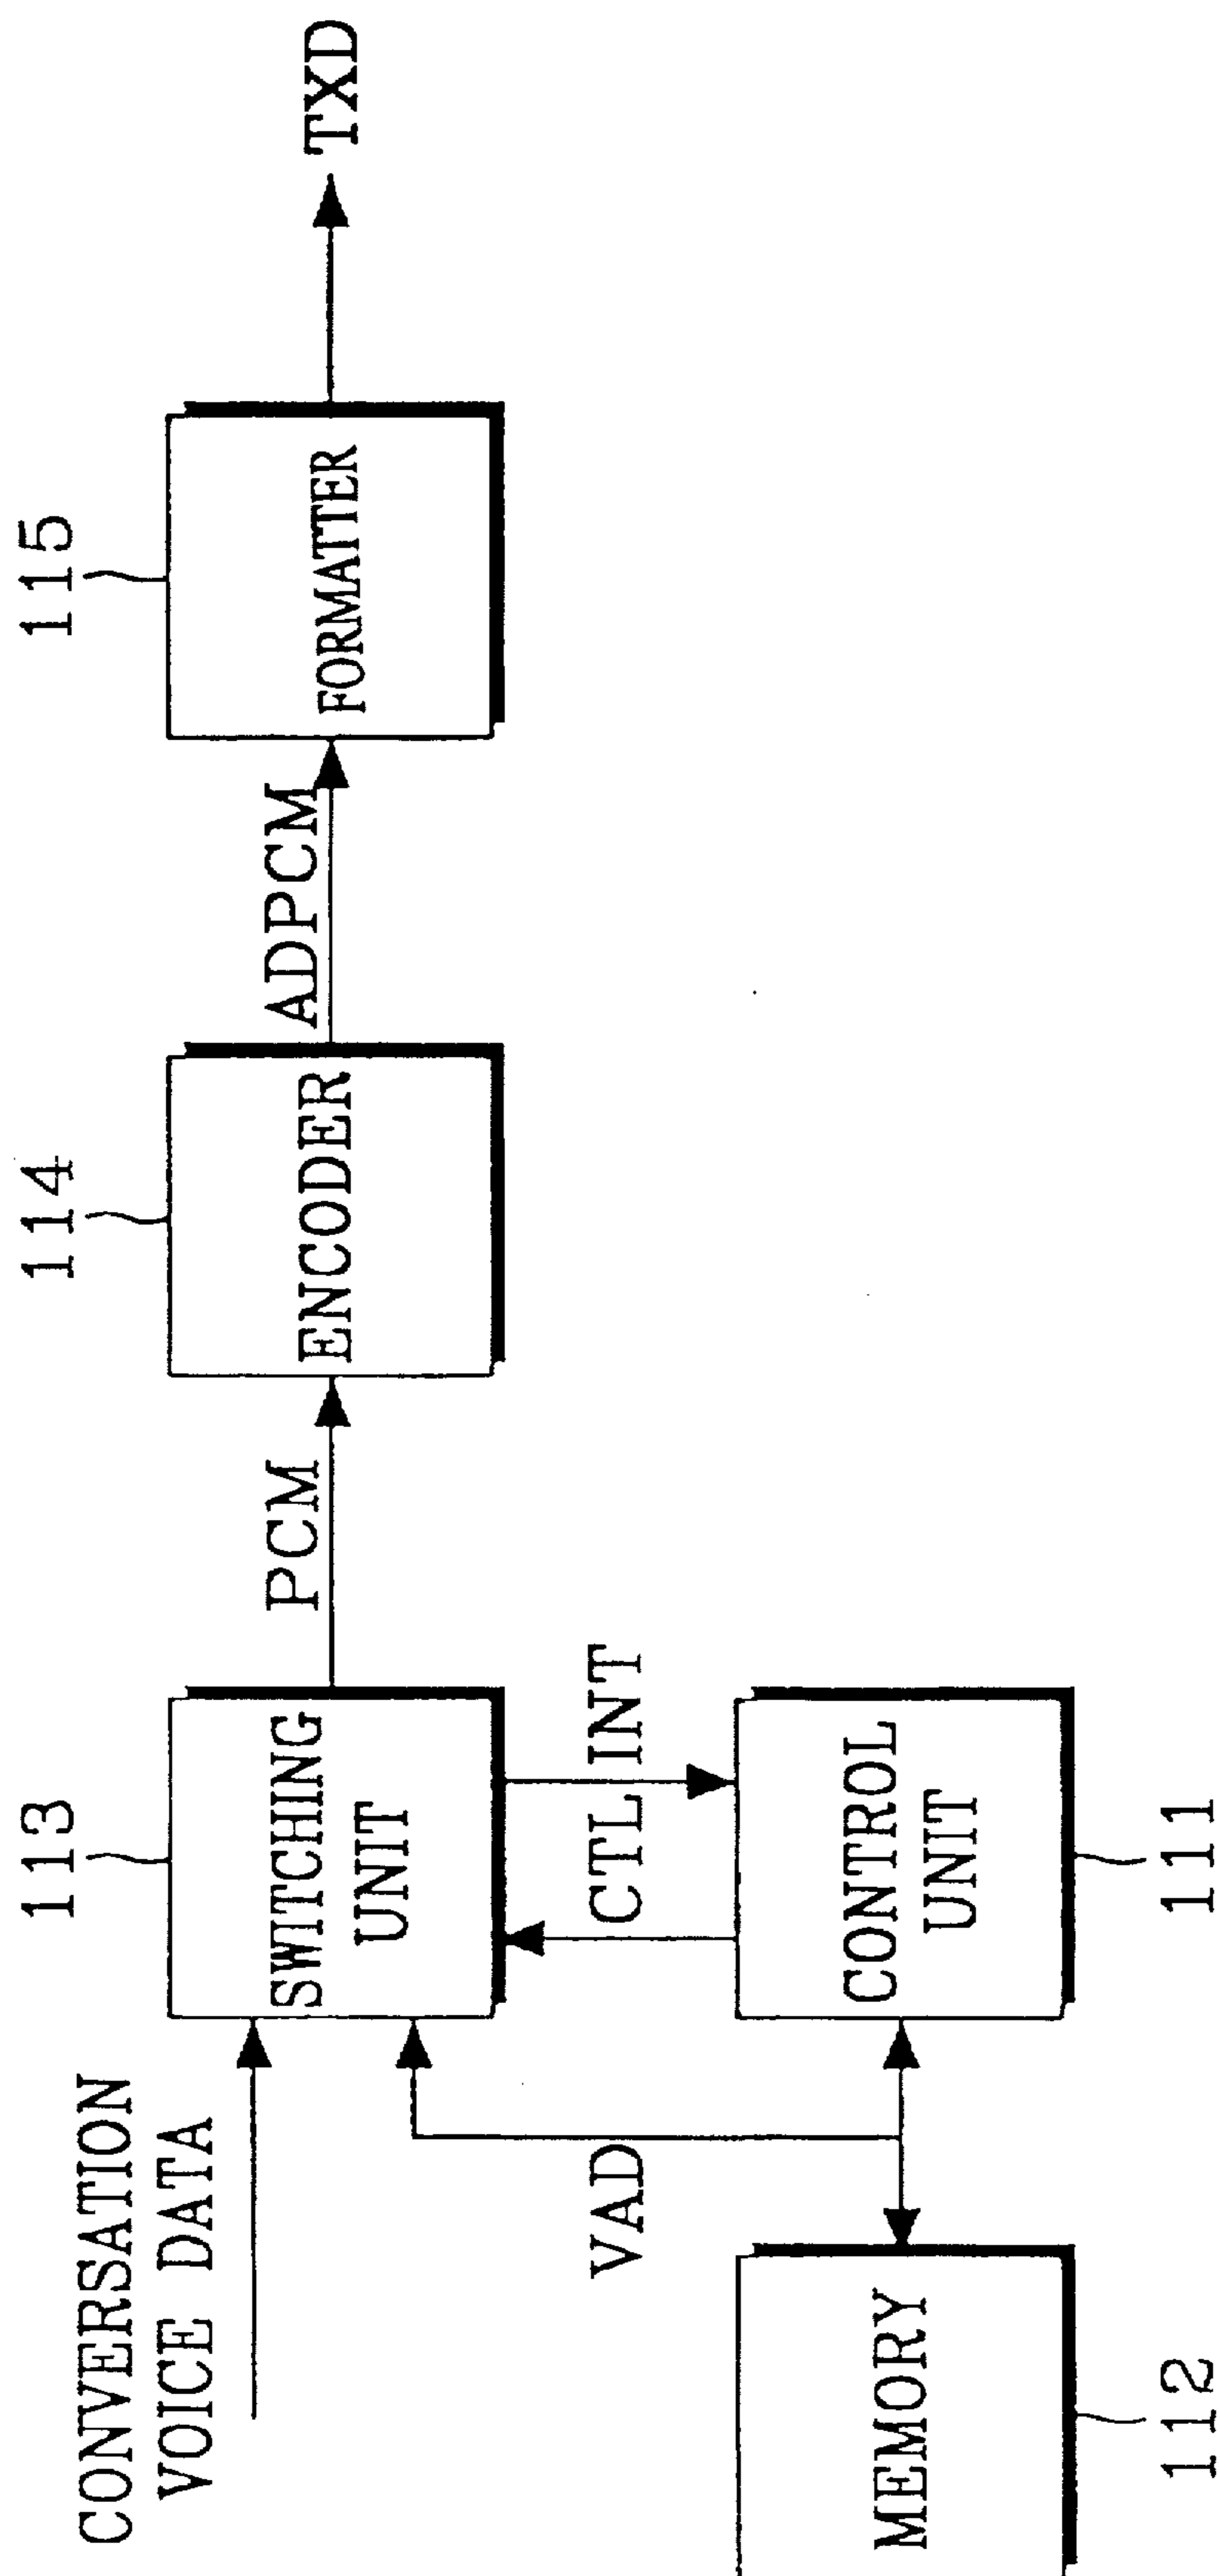 113
114
115
CONVERSATION
VOICE DATA
SWITCHING
UNIT
PCM
ENCODER
ADPCM
FORMATTER
TXD
VAD
CTL
INT
MEMORY
CONTROL
UNIT
112
111